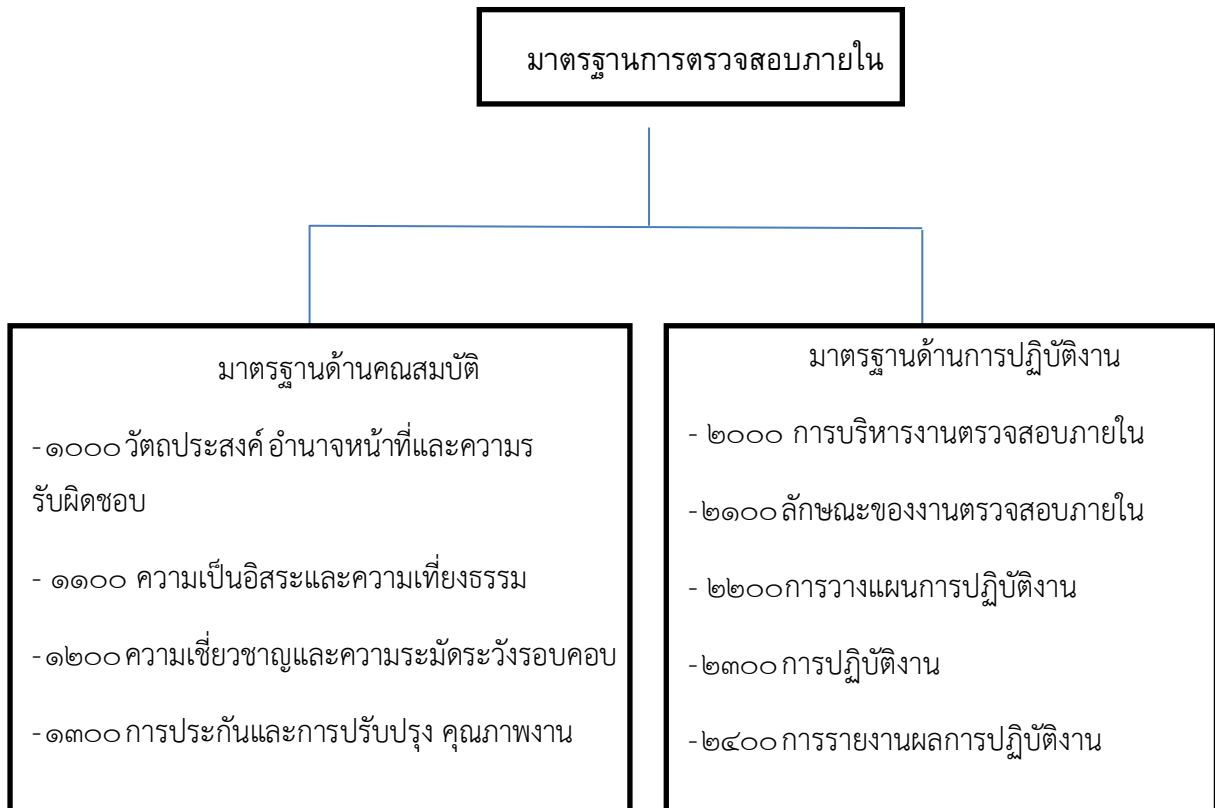 มาตรฐานการตรวจสอบภายใน
มาตรฐานด้านคณสมบัติ
-๑๐๐๐ วัตถประสงค์ อำนาจหน้าที่และความร
รับผิดชอบ
- ๑๑๐๐ ความเป็นอิสระและความเที่ยงธรรม
-๑๒๐๐ ความเชี่ยวชาญและความระมัดระวังรอบคอบ
-๑๓๐๐ การประกันและการปรับปรุง คุณภาพงาน
มาตรฐานด้านการปฏิบัติงาน
- ๒๐๐๐ การบริหารงานตรวจสอบภายใน
-๒๑๐๐ ลักษณะของงานตรวจสอบภายใน
- ๒๒๐๐การวางแผนการปฏิบัติงาน
-๒๓๐๐ การปฏิบัติงาน
-๒๔๐๐ การรายงานผลการปฏิบัติงาน